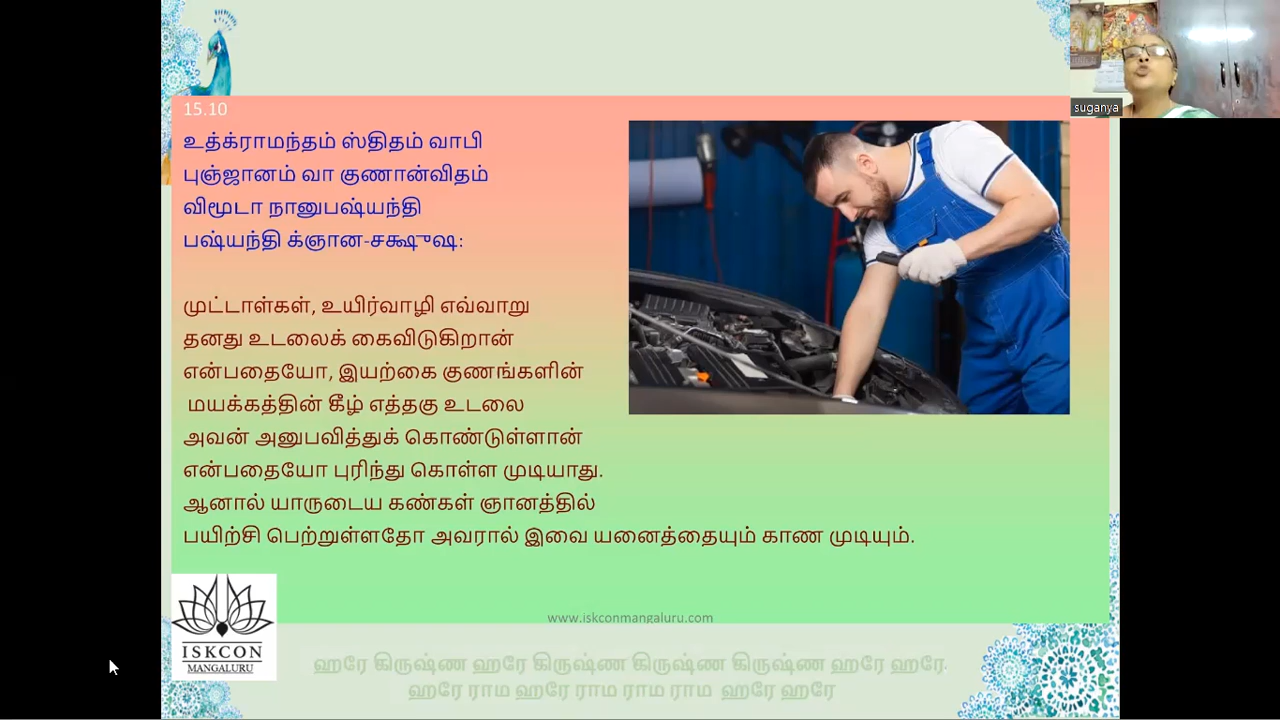 15.10
உத்க்ராமந்தம் ஸ்திதம் வாபி
புஞ்ஜானம் வா குணான்விதம்
விமூடா நானுபஷ்யந்தி
பஷ்யந்தி க்ஞான-சக்ஷுஷ:
முட்டாள்கள், உயிர்வாழி எவ்வாறு
தனது உடலைக் கைவிடுகிறான்
என்பதையோ, இயற்கை குணங்களின்
மயக்கத்தின் கீழ் எத்தகு உடலை
அவன் அனுபவித்துக் கொண்டுள்ளான்
என்பதையோ புரிந்து கொள்ள முடியாது.
ஆனால் யாருடைய கண்கள் ஞானத்தில்
பயிற்சி பெற்றுள்ளதோ அவரால் இவை யனைத்தையும் காண முடியும்.
suganya
www.iskconmangaluru.com
ISKCON
MANGALURU
ஹரே கிருஷ்ண ஹரே கிருஷ்ண கிருஷ்ண கிருஷ்ண ஹரே ஹரே
ஹரே ராம ஹரே ராம ராம ராம ஹரே ஹரே